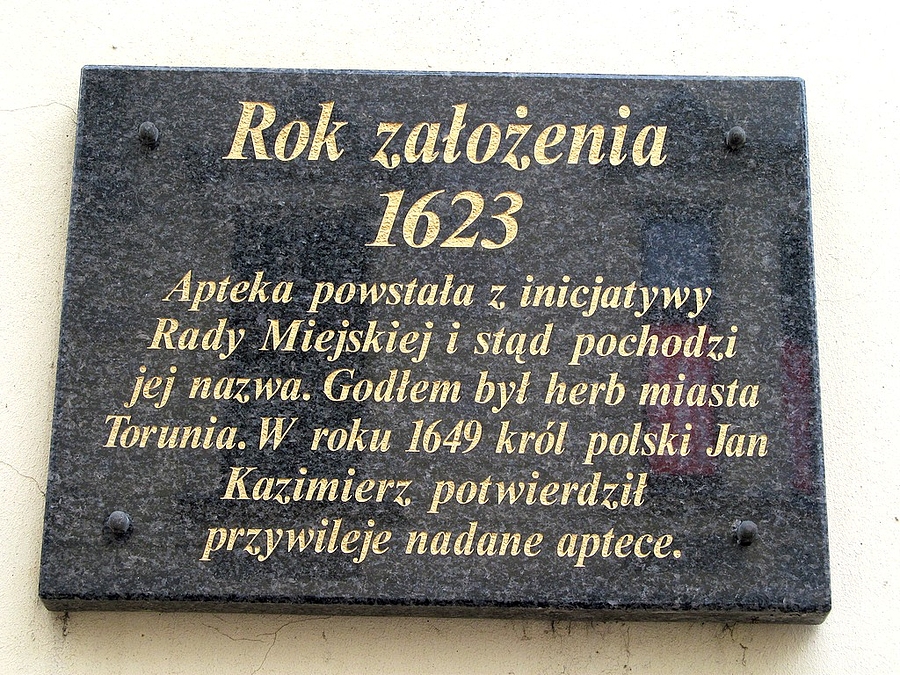 Rok założenia
1623
Apteka powstała z inicjatywy
Rady Miejskiej i stąd pochodzi
jej nazwa. Godłem był herb miasta
Torunia. W roku 1649 król polski Jan
Kazimierz potwierdził
przywileje nadane aptece.